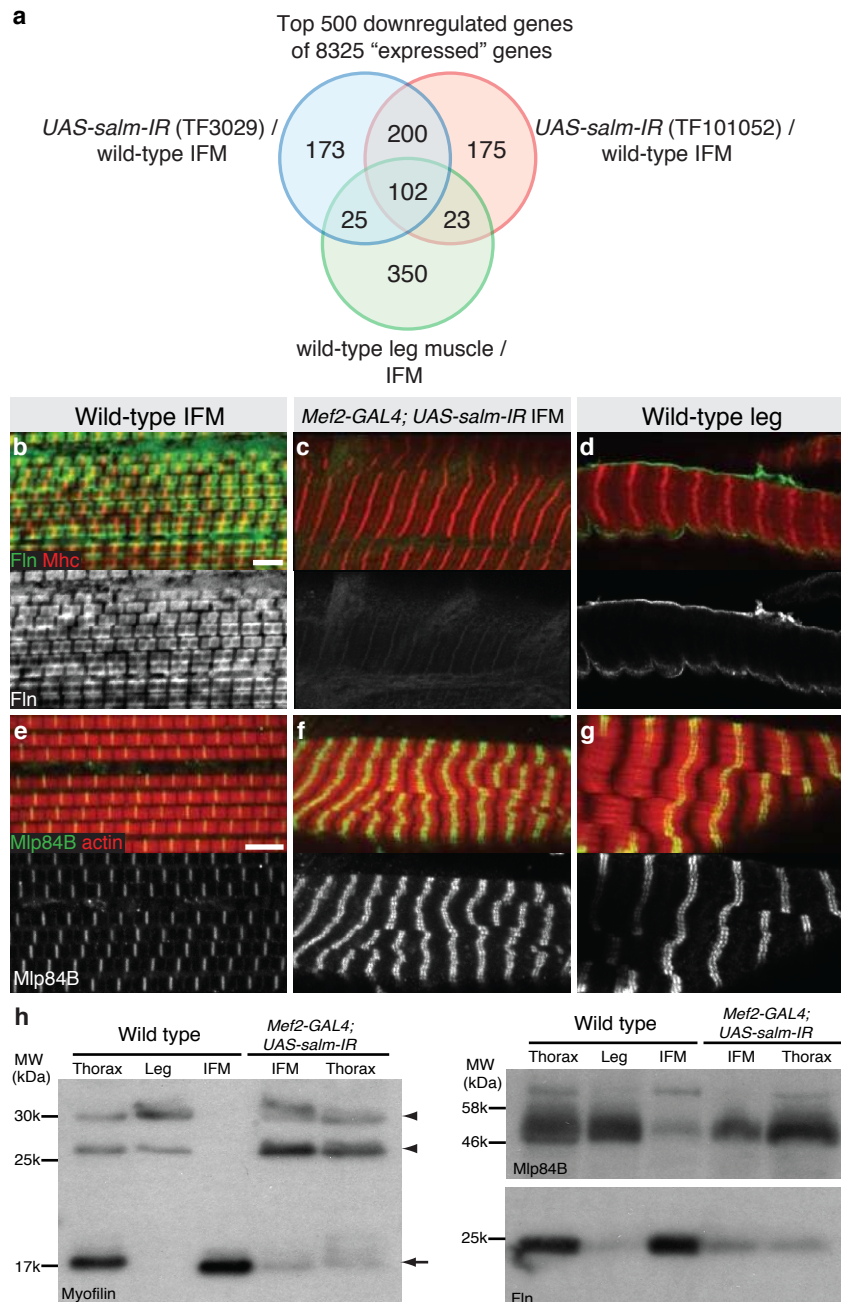 a
Top 500 downregulated genes
of 8325 “expressed” genes
UAS-salm-IR (TF3029) /
wild-type IFM
UAS-salm-IR (TF101052) /
wild-type IFM
173
200
175
102
25
23
350
wild-type leg muscle /
IFM
Wild-type IFM
Mef2-GAL4; UAS-salm-IR IFM
Wild-type leg
b
c
d
Fln Mhc
Fln
e
f
g
Mlp84B actin
Mlp84B
h
Wild type
Mef2-GAL4;
UAS-salm-IR
MW
(kDa)
Thorax
Leg
IFM
IFM
Thorax
30k
25k
17k
Myofilin
Wild type
Mef2-GAL4;
UAS-salm-IR
MW
(kDa)
Thorax
Leg
IFM
IFM
Thorax
58k
46k
Mlp84B
25k
Fln